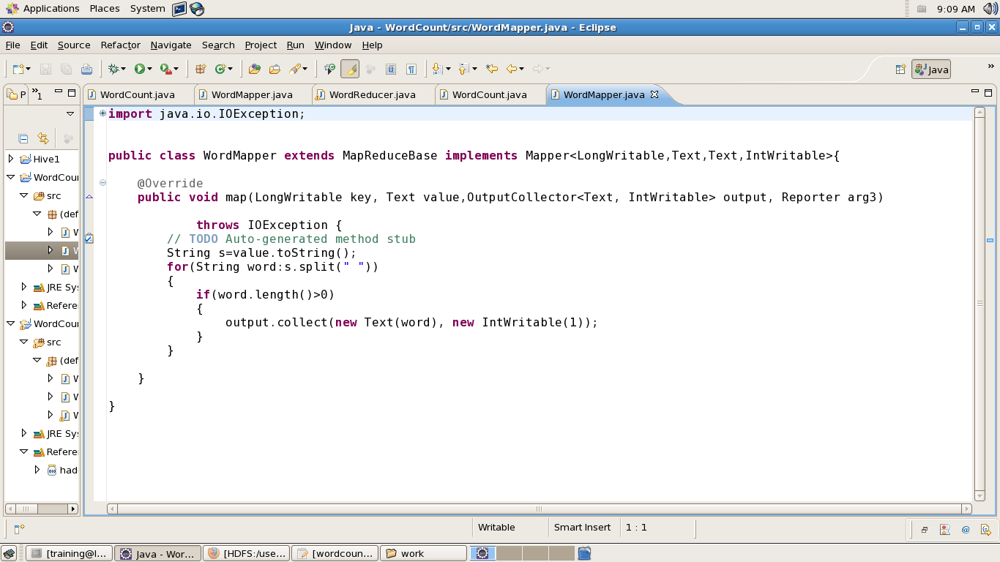 Applications Places System 9:09 AM
Java - WordCount/src/WordMapper.java - Eclipse
File Edit Source Refactor Navigate Search Project Run Window Help
Java
P »1 WordCount.java WordMapper.java WordReducer.java WordCount.java WordMapper.java
import java.io.IOException;
public class WordMapper extends MapReduceBase implements Mapper<LongWritable,Text,Text,IntWritable>{
@Override
public void map(LongWritable key, Text value,OutputCollector<Text, IntWritable> output, Reporter arg3)
throws IOException {
// TODO Auto-generated method stub
String s=value.toString();
for(String word:s.split(" "))
{
if(word.length()>0)
{
output.collect(new Text(word), new IntWritable(1));
}
}
}
}
Hive1
WordCou
src
(def
W
W
W
JRE Sy
Refere
WordCou
src
(def
W
W
W
JRE Sy
Refere
had
Writable Smart Insert 1 : 1
[training@l... Java - Wor... [HDFS:/use... [wordcoun... work